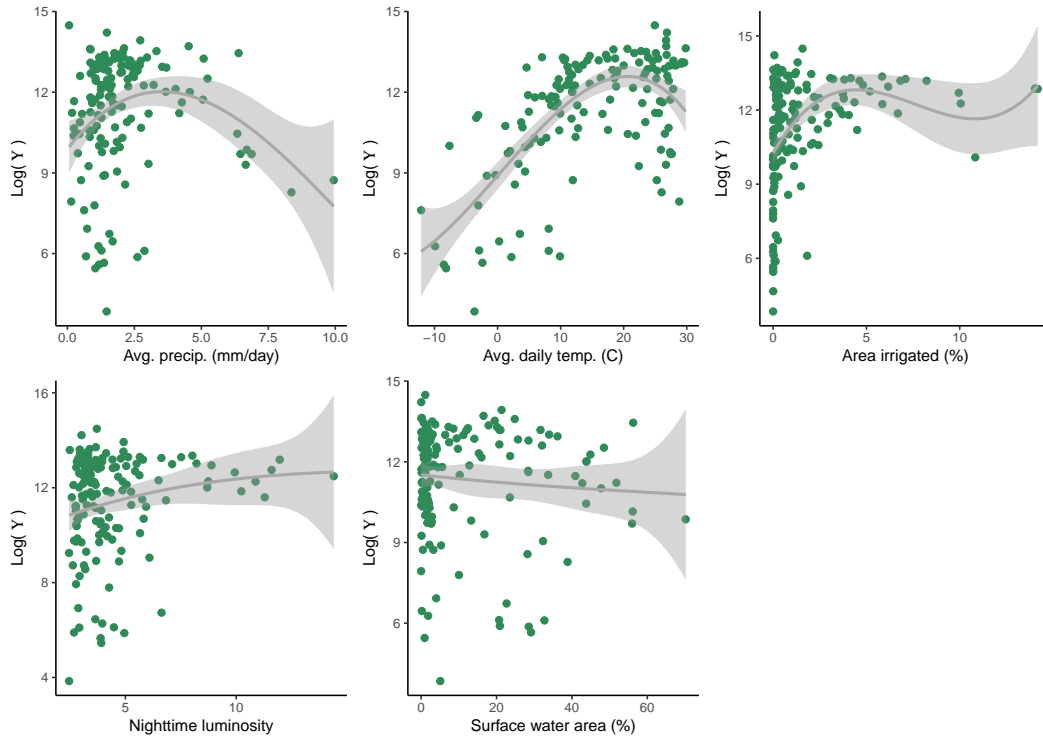 15
12
9
6
Log( Y )
0.0 2.5 5.0 7.5 10.0
Avg. precip. (mm/day)
15
12
9
6
Log( Y )
−10 0 10 20 30
Avg. daily temp. (C)
15
12
9
6
Log( Y )
0 5 10
Area irrigated (%)
16
12
8
4
Log( Y )
5 10
Nighttime luminosity
15
12
9
6
Log( Y )
0 20 40 60
Surface water area (%)